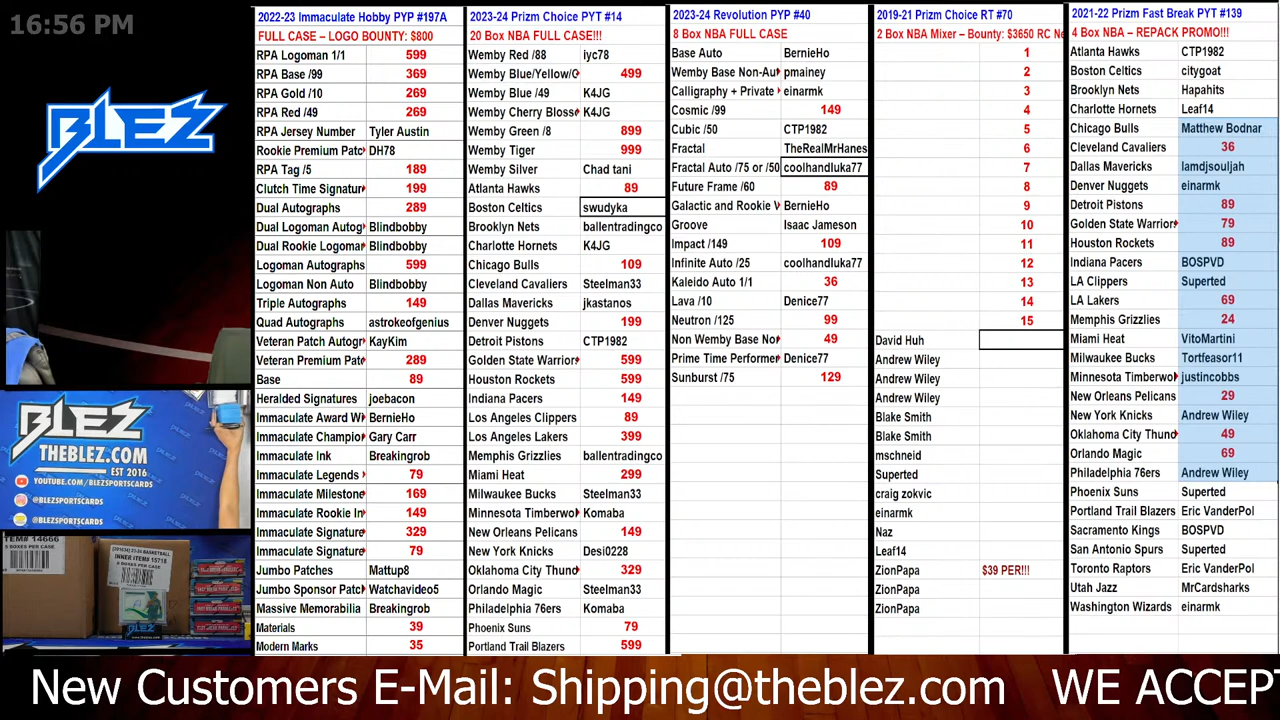 16:56 PM
BLEZ
BLEZ
THEBLEZ.COM
EST 2016
YOUTUBE.COM/BLEZSPORTSCARDS
@BLEZSPORTSCARDS
@BLEZSPORTSCARDS
ITEM# 14666
INNER ITEM# 15718
BLEZ
2022-23 Immaculate Hobby PYP #197A
FULL CASE – LOGO BOUNTY: $800
RPA Logoman 1/1 599
RPA Base /99 369
RPA Gold /10 269
RPA Red /49 269
RPA Jersey Number Tyler Austin
Rookie Premium Patc DH78
RPA Tag /5 189
Clutch Time Signatur 199
Dual Autographs 289
Dual Logoman Autog Blindbobby
Dual Rookie Logoma Blindbobby
Logoman Autographs 599
Logoman Non Auto Blindbobby
Triple Autographs 149
Quad Autographs astrokeofgenius
Veteran Patch Autogr KayKim
Veteran Premium Pat 289
Base 89
Heralded Signatures joebacon
Immaculate Award W BernieHo
Immaculate Champio Gary Carr
Immaculate Ink Breakingrob
Immaculate Legends 79
Immaculate Milestone 169
Immaculate Rookie In 149
Immaculate Signature 329
Immaculate Signature 79
Jumbo Patches Mattup8
Jumbo Sponsor Patc Watchavideo5
Massive Memorabilia Breakingrob
Materials 39
Modern Marks 35
2023-24 Prizm Choice PYT #14
20 Box NBA FULL CASE!!!
Wemby Red /88 iyc78
Wemby Blue/Yellow/G 499
Wemby Blue /49 K4JG
Wemby Cherry Bloss K4JG
Wemby Green /8 899
Wemby Tiger 999
Wemby Silver Chad tani
Atlanta Hawks 89
Boston Celtics swudyka
Brooklyn Nets ballentradingco
Charlotte Hornets K4JG
Chicago Bulls 109
Cleveland Cavaliers Steelman33
Dallas Mavericks jkastanos
Denver Nuggets 199
Detroit Pistons CTP1982
Golden State Warrior 599
Houston Rockets 599
Indiana Pacers 149
Los Angeles Clippers 89
Los Angeles Lakers 399
Memphis Grizzlies ballentradingco
Miami Heat 299
Milwaukee Bucks Steelman33
Minnesota Timberwo Komaba
New Orleans Pelicans 149
New York Knicks Desi0228
Oklahoma City Thund 329
Orlando Magic Steelman33
Philadelphia 76ers Komaba
Phoenix Suns 79
Portland Trail Blazers 599
2023-24 Revolution PYP #40
8 Box NBA FULL CASE
Base Auto BernieHo
Wemby Base Non-Au pmainey
Calligraphy + Private einarmk
Cosmic /99 149
Cubic /50 CTP1982
Fractal TheRealMrHanes
Fractal Auto /75 or /50 coolhandluka77
Future Frame /60 89
Galactic and Rookie V BernieHo
Groove Isaac Jameson
Impact /149 109
Infinite Auto /25 coolhandluka77
Kaleido Auto 1/1 36
Lava /10 Denice77
Neutron /125 99
Non Wemby Base Nor 49
Prime Time Performer Denice77
Sunburst /75 129
2019-21 Prizm Choice RT #70
2 Box NBA Mixer – Bounty: $3650 RC Ne
1
2
3
4
5
6
7
8
9
10
11
12
13
14
15
David Huh
Andrew Wiley
Andrew Wiley
Andrew Wiley
Blake Smith
Blake Smith
mschneid
Superted
craig zokvic
einarmk
Naz
Leaf14
ZionPapa $39 PER!!!
ZionPapa
ZionPapa
2021-22 Prizm Fast Break PYT #139
4 Box NBA – REPACK PROMO!!!
Atlanta Hawks CTP1982
Boston Celtics citygoat
Brooklyn Nets Hapahits
Charlotte Hornets Leaf14
Chicago Bulls Matthew Bodnar
Cleveland Cavaliers 36
Dallas Mavericks Iamdjsouljah
Denver Nuggets einarmk
Detroit Pistons 89
Golden State Warrior 79
Houston Rockets 89
Indiana Pacers BOSPVD
LA Clippers Superted
LA Lakers 69
Memphis Grizzlies 24
Miami Heat VitoMartini
Milwaukee Bucks Tortfeasor11
Minnesota Timberwo justincobbs
New Orleans Pelicans 29
New York Knicks Andrew Wiley
Oklahoma City Thund 49
Orlando Magic 69
Philadelphia 76ers Andrew Wiley
Phoenix Suns Superted
Portland Trail Blazers Eric VanderPol
Sacramento Kings BOSPVD
San Antonio Spurs Superted
Toronto Raptors Eric VanderPol
Utah Jazz MrCardsharks
Washington Wizards einarmk
New Customers E-Mail: Shipping@theblez.com WE ACCEPT